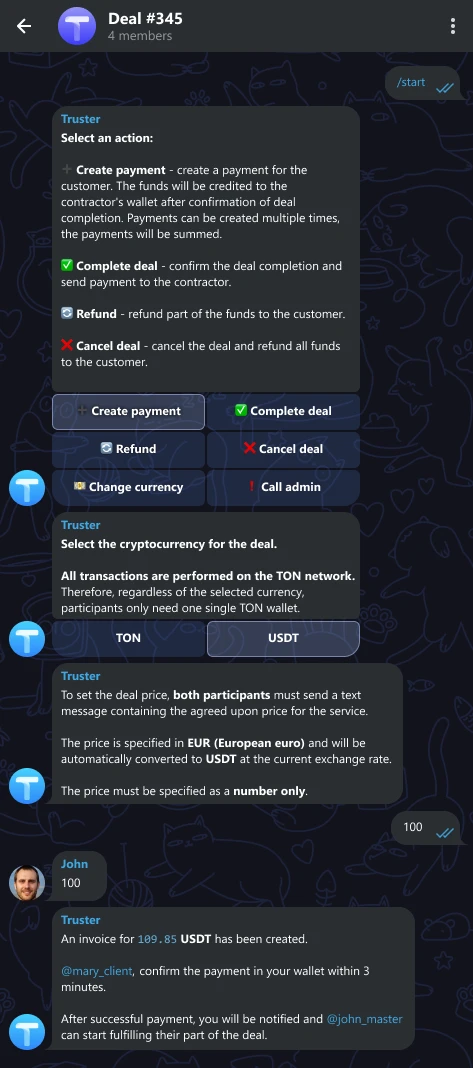 Deal #345
4 members
/start
Truster
Select an action:
➕ Create payment - create a payment for the
customer. The funds will be credited to the
contractor's wallet after confirmation of deal
completion. Payments can be created multiple times,
the payments will be summed.
✅ Complete deal - confirm the deal completion and
send payment to the contractor.
🔄 Refund - refund part of the funds to the customer.
❌ Cancel deal - cancel the deal and refund all funds
to the customer.
➕ Create payment
✅ Complete deal
🔄 Refund
❌ Cancel deal
💴 Change currency
❗ Call admin
Truster
Select the cryptocurrency for the deal.
All transactions are performed on the TON network.
Therefore, regardless of the selected currency,
participants only need one single TON wallet.
TON
USDT
Truster
To set the deal price, both participants must send a text
message containing the agreed upon price for the service.
The price is specified in EUR (European euro) and will be
automatically converted to USDT at the current exchange rate.
The price must be specified as a number only.
100
John
100
Truster
An invoice for 109.85 USDT has been created.
@mary_client, confirm the payment in your wallet within 3
minutes.
After successful payment, you will be notified and @john_master
can start fulfilling their part of the deal.